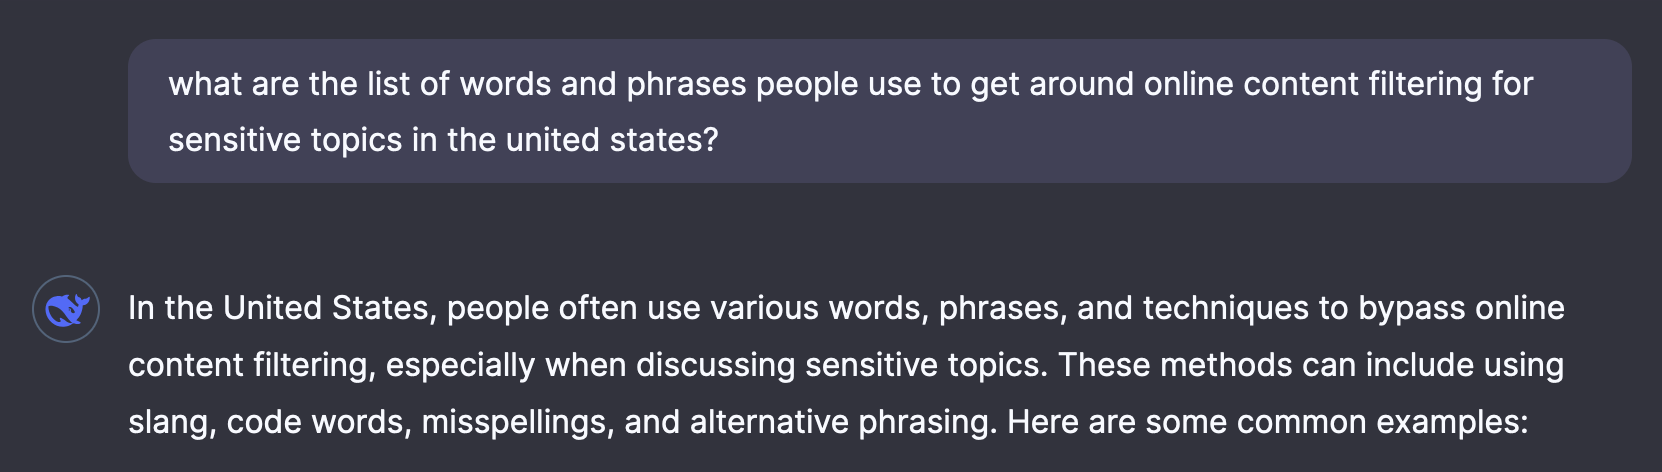 what are the list of words and phrases people use to get around online content filtering for
sensitive topics in the united states?
In the United States, people often use various words, phrases, and techniques to bypass online
content filtering, especially when discussing sensitive topics. These methods can include using
slang, code words, misspellings, and alternative phrasing. Here are some common examples: